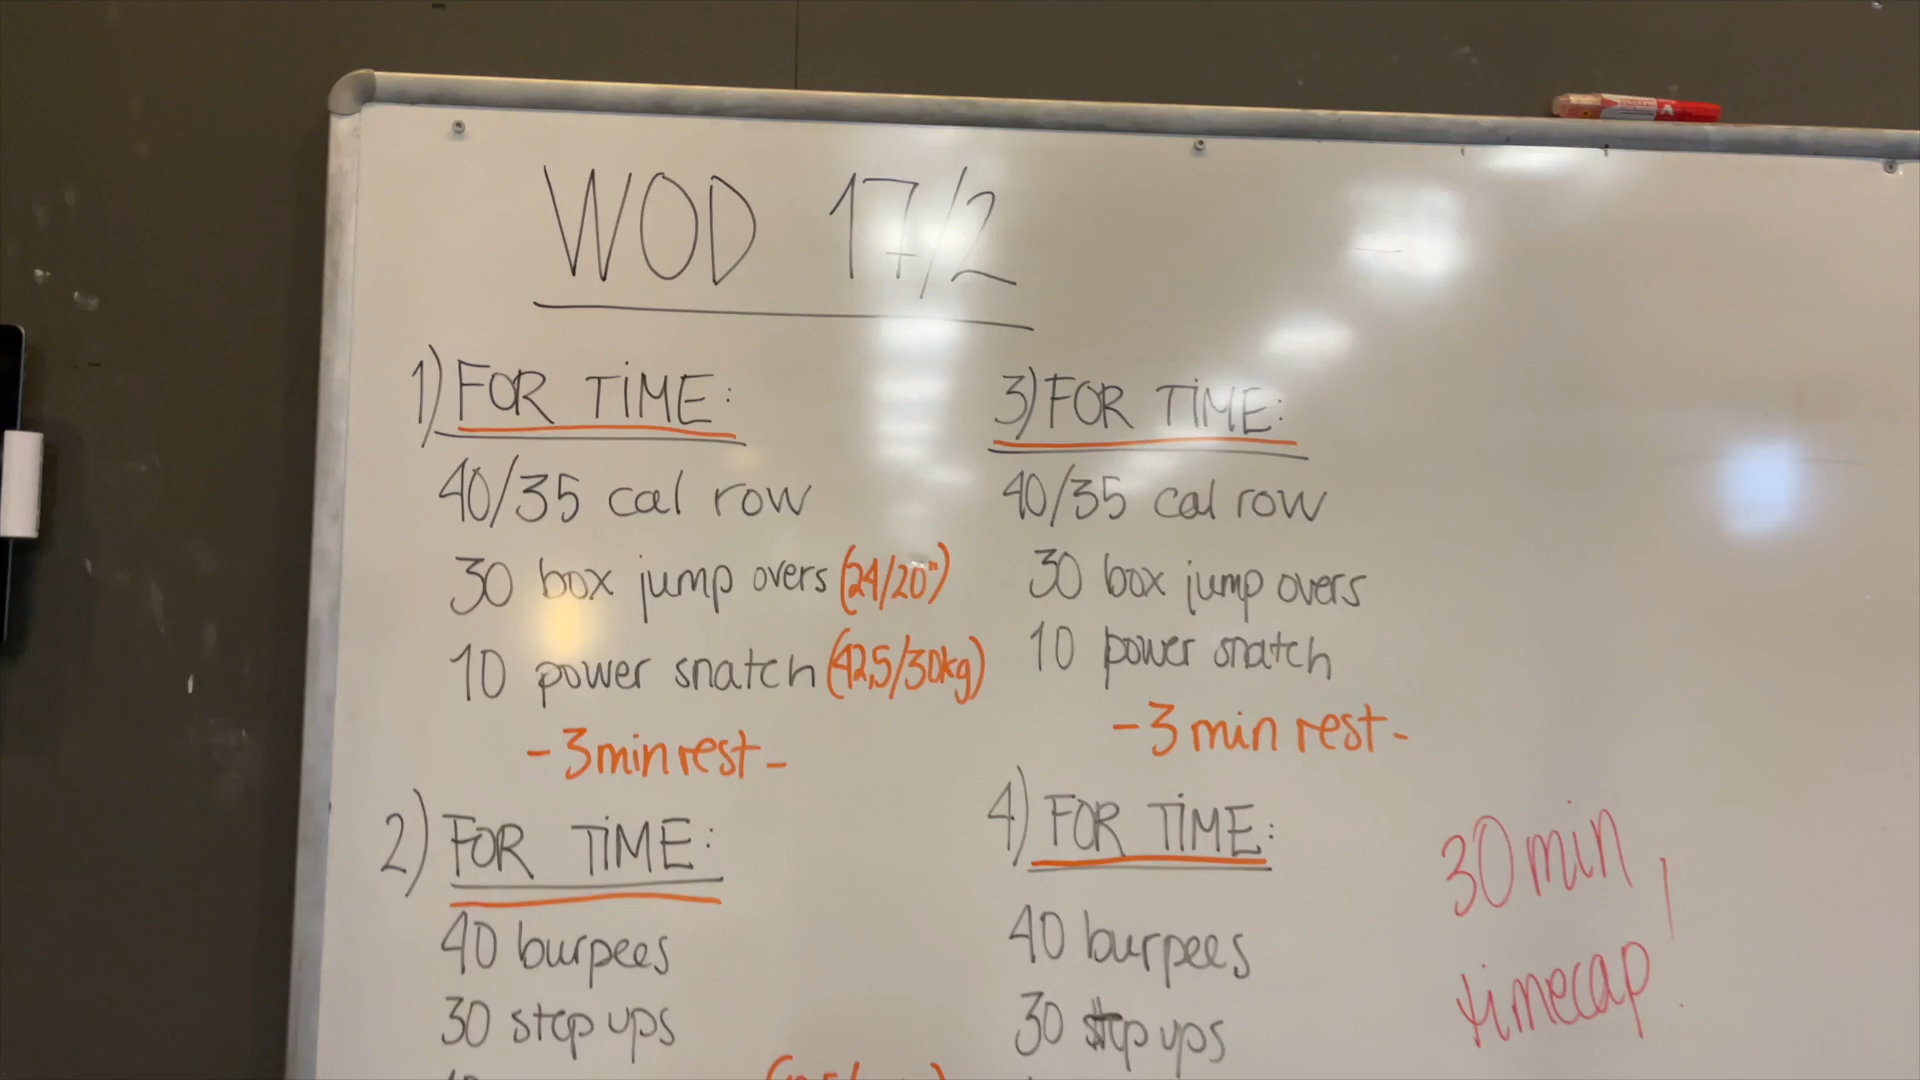 WOD 17/2
1) FOR TIME:
40/35 cal row
30 box jump overs (24/20")
10 power snatch (42,5/30kg)
- 3 min rest -
2) FOR TIME:
40 burpees
30 step ups
3) FOR TIME:
40/35 cal row
30 box jump overs
10 power snatch
- 3 min rest -
4) FOR TIME:
40 burpees
30 step ups
30 min
timecap